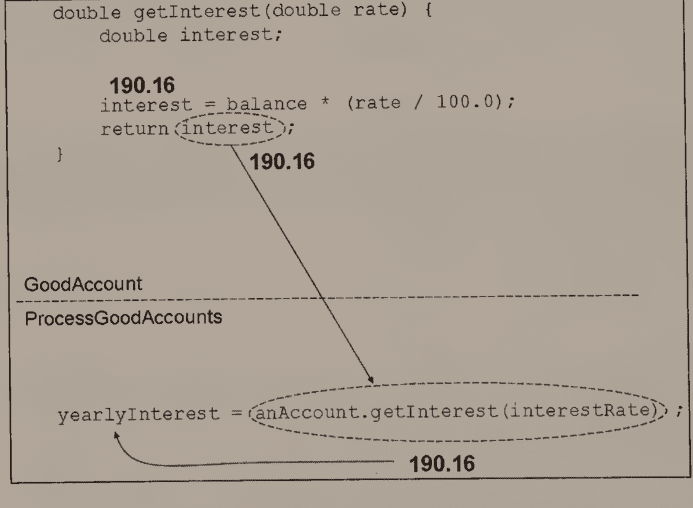 double getInterest(double rate) {
double interest;
190.16
interest = balance * (rate / 100.0);
return interest;
190.16
}
GoodAccount
ProcessGoodAccounts
yearlyInterest = anAccount.getInterest(interestRate) ;
190.16